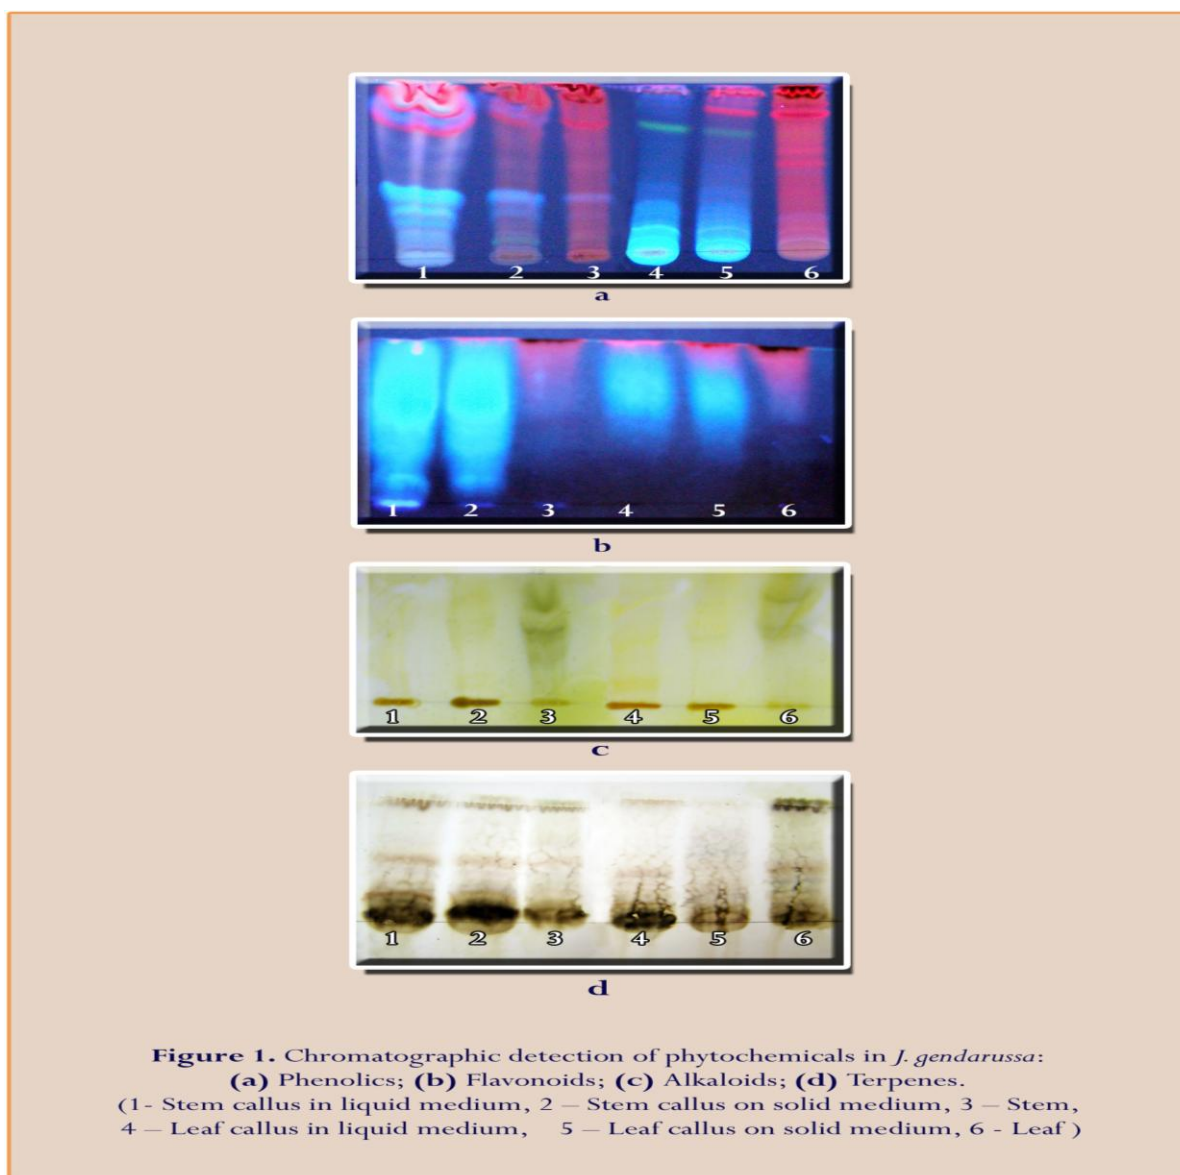 1 2 3 4 5 6
a
1 2 3 4 5 6
b
1 2 3 4 5 6
c
1 2 3 4 5 6
d
Figure 1. Chromatographic detection of phytochemicals in J. gendarussa:
(a) Phenolics; (b) Flavonoids; (c) Alkaloids; (d) Terpenes.
(1- Stem callus in liquid medium, 2 – Stem callus on solid medium, 3 – Stem,
4 – Leaf callus in liquid medium, 5 – Leaf callus on solid medium, 6 - Leaf )